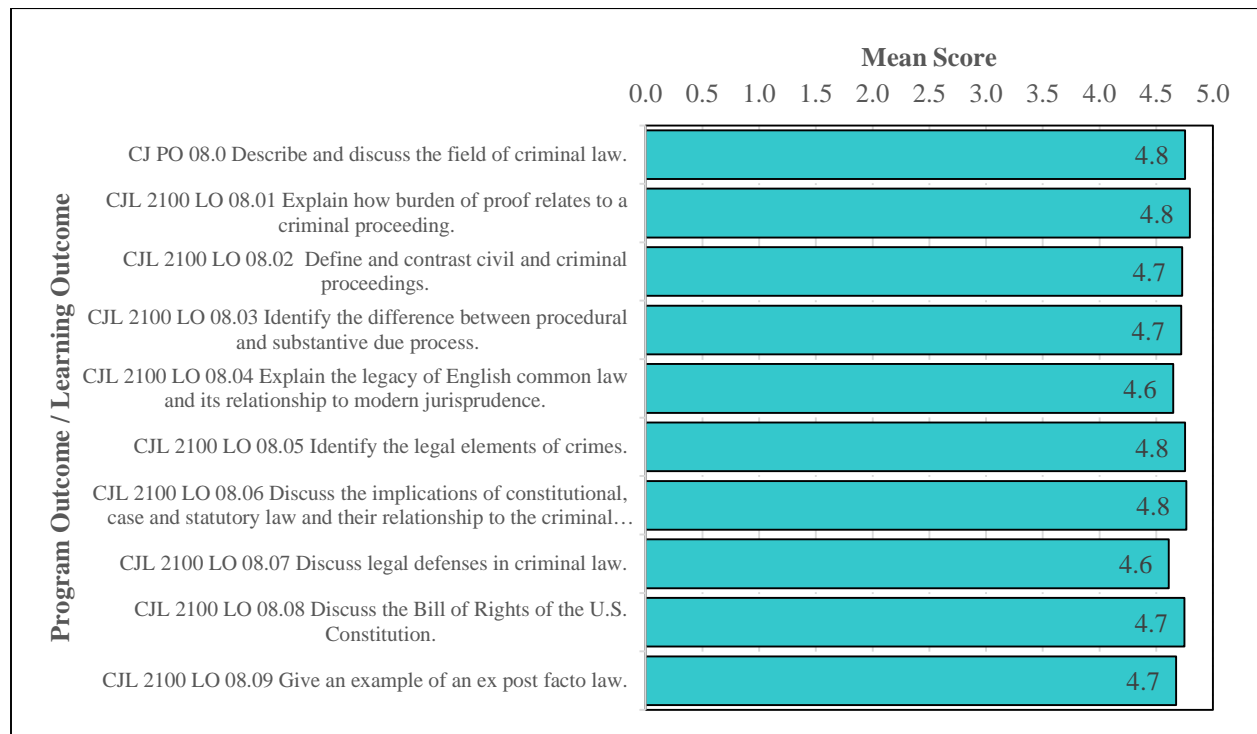 Mean Score
0.0 0.5 1.0 1.5 2.0 2.5 3.0 3.5 4.0 4.5 5.0
Program Outcome / Learning Outcome
CJ PO 08.0 Describe and discuss the field of criminal law.
4.8
CJL 2100 LO 08.01 Explain how burden of proof relates to a
criminal proceeding.
4.8
CJL 2100 LO 08.02  Define and contrast civil and criminal
proceedings.
4.7
CJL 2100 LO 08.03 Identify the difference between procedural
and substantive due process.
4.7
CJL 2100 LO 08.04 Explain the legacy of English common law
and its relationship to modern jurisprudence.
4.6
CJL 2100 LO 08.05 Identify the legal elements of crimes.
4.8
CJL 2100 LO 08.06 Discuss the implications of constitutional,
case and statutory law and their relationship to the criminal…
4.8
CJL 2100 LO 08.07 Discuss legal defenses in criminal law.
4.6
CJL 2100 LO 08.08 Discuss the Bill of Rights of the U.S.
Constitution.
4.7
CJL 2100 LO 08.09 Give an example of an ex post facto law.
4.7